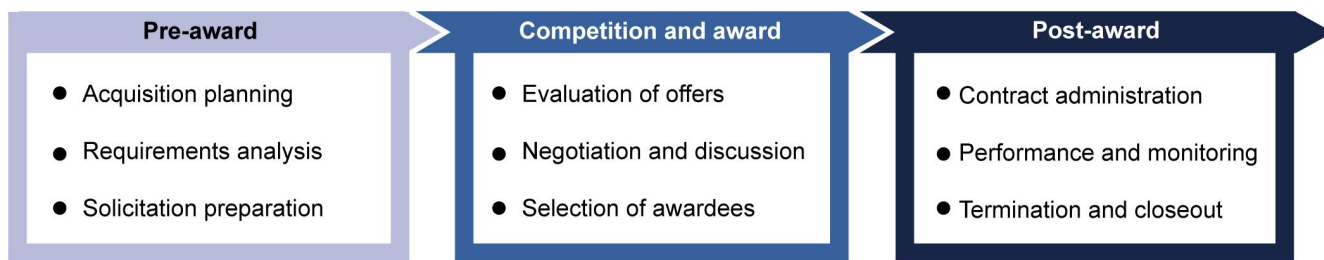 Pre-award
● Acquisition planning
● Requirements analysis
● Solicitation preparation
Competition and award
● Evaluation of offers
● Negotiation and discussion
● Selection of awardees
Post-award
● Contract administration
● Performance and monitoring
● Termination and closeout